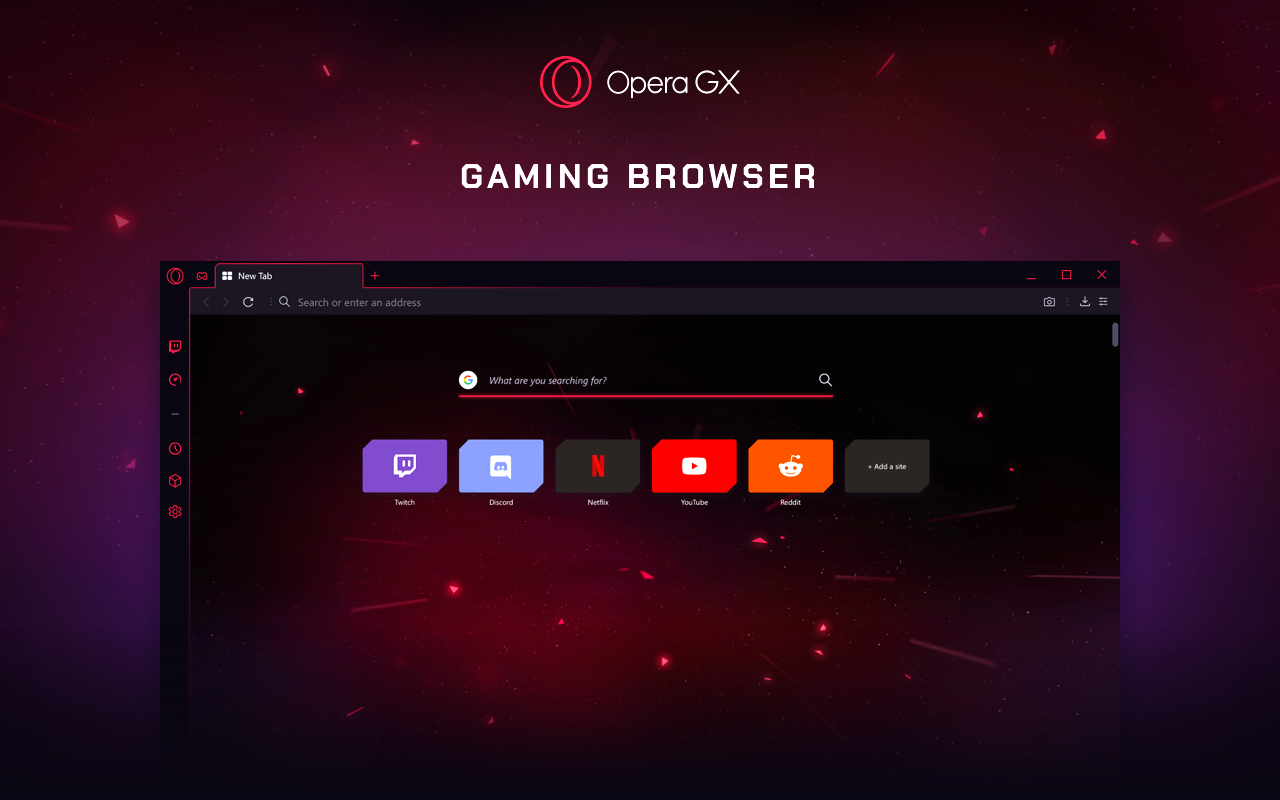 Opera GX
GAMING BROWSER
New Tab
Search or enter an address
What are you searching for?
+ Add a site
Twitch
Discord
Netflix
YouTube
Reddit